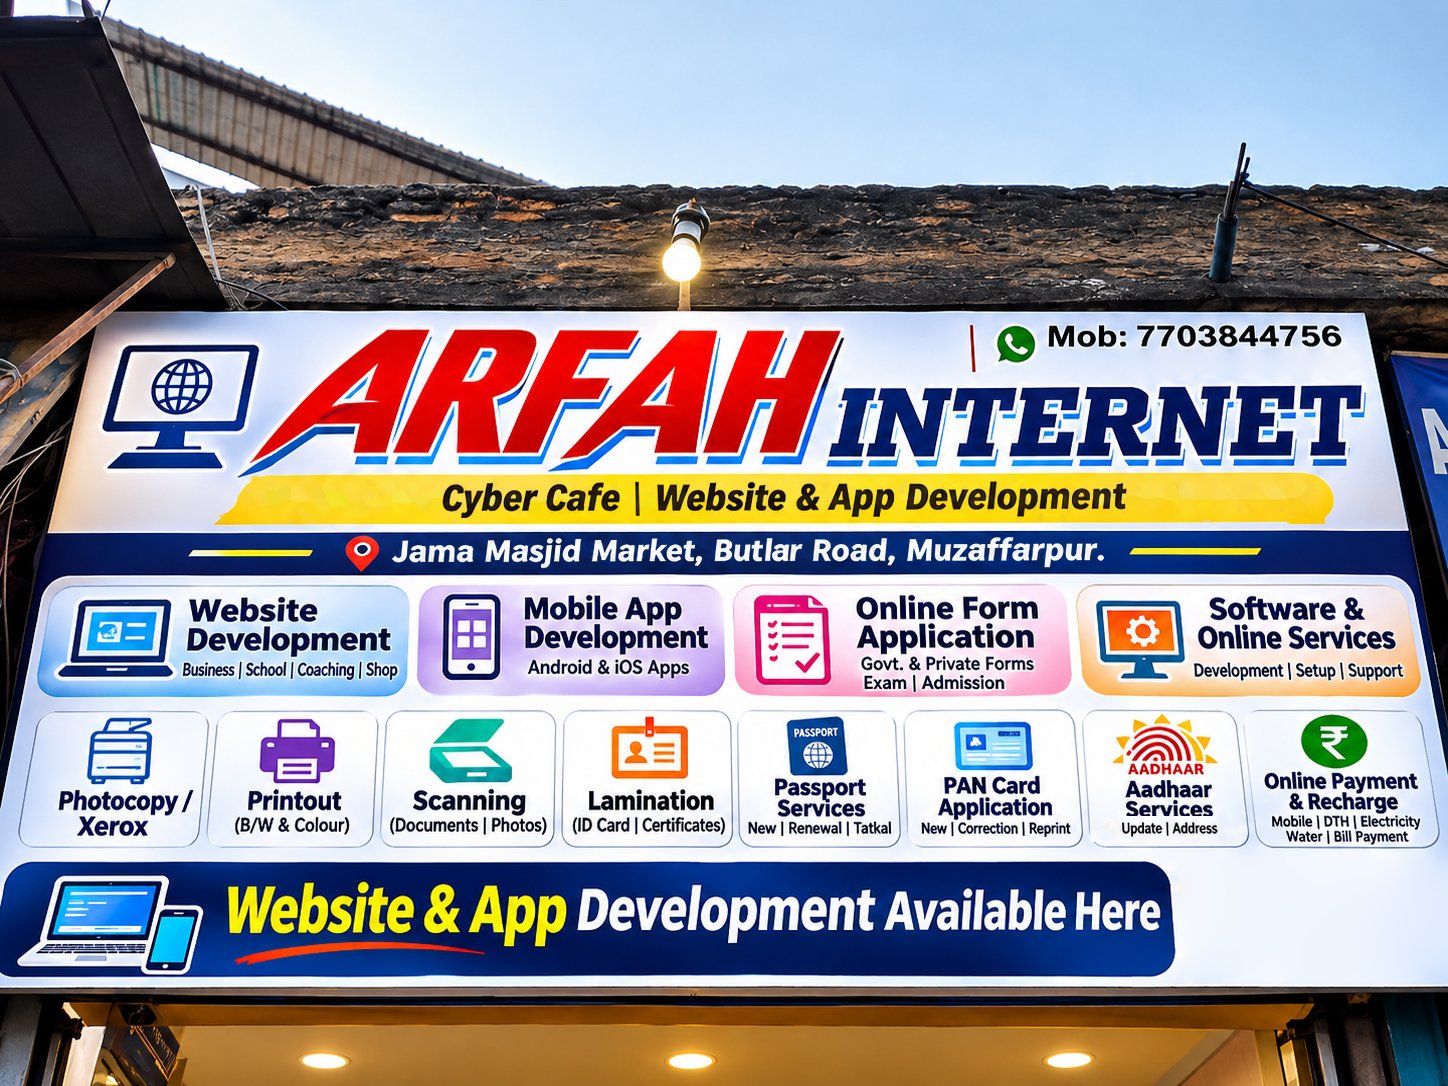 ARFAH INTERNET
Mob: 7703844756
Cyber Cafe | Website & App Development
Jama Masjid Market, Butlar Road, Muzaffarpur.
Website
Development
Business | School | Coaching | Shop
Mobile App
Development
Android & iOS Apps
Online Form
Application
Govt. & Private Forms
Exam | Admission
Software &
Online Services
Development | Setup | Support
Photocopy /
Xerox
Printout
(B/W & Colour)
Scanning
(Documents | Photos)
Lamination
(ID Card | Certificates)
PASSPORT
Passport
Services
New | Renewal | Tatkal
PAN Card
Application
New | Correction | Reprint
AADHAAR
Aadhaar
Services
Update | Address
₹
Online Payment
& Recharge
Mobile | DTH | Electricity
Water | Bill Payment
Website & App Development Available Here